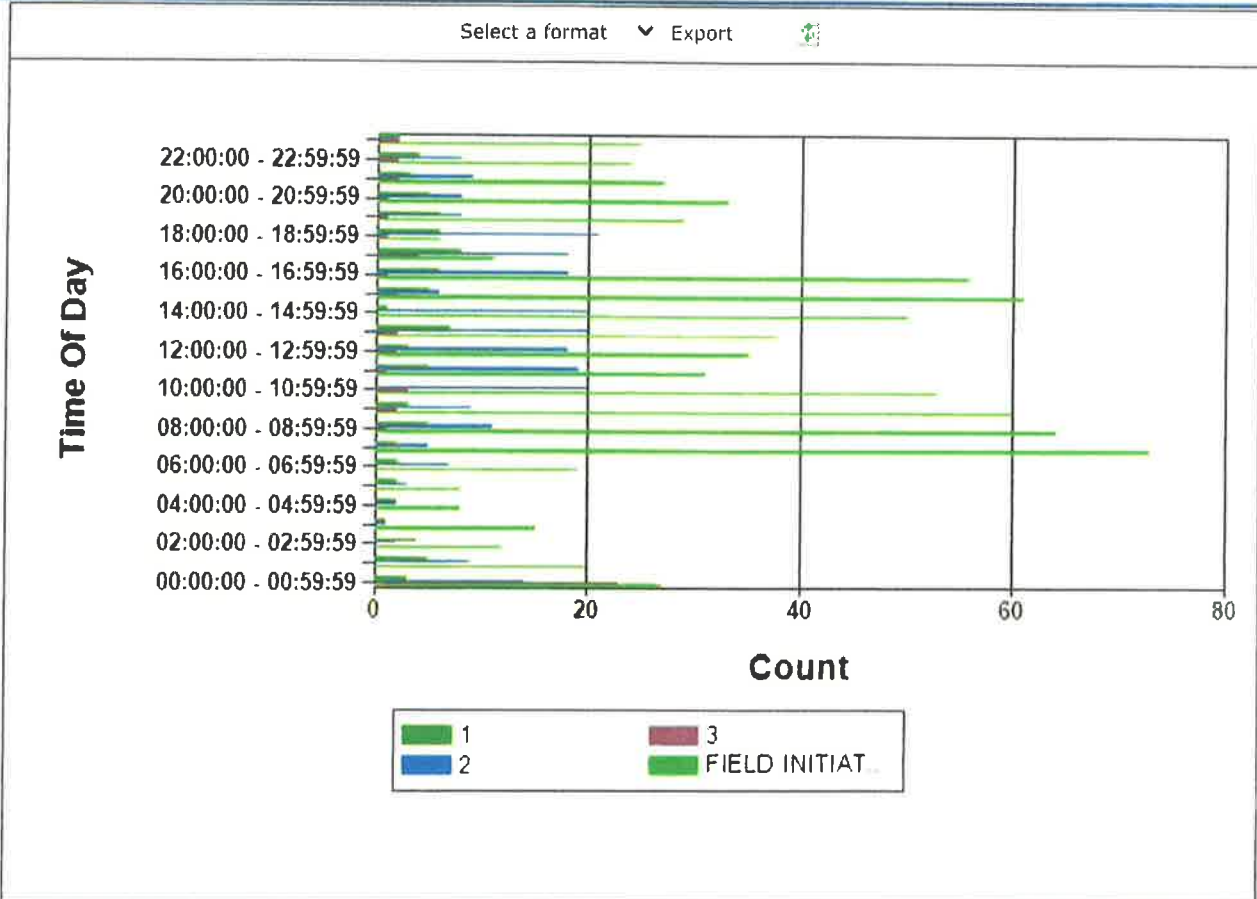 Select a format Export
Time Of Day
22:00:00 - 22:59:59
20:00:00 - 20:59:59
18:00:00 - 18:59:59
16:00:00 - 16:59:59
14:00:00 - 14:59:59
12:00:00 - 12:59:59
10:00:00 - 10:59:59
08:00:00 - 08:59:59
06:00:00 - 06:59:59
04:00:00 - 04:59:59
02:00:00 - 02:59:59
00:00:00 - 00:59:59
0 20 40 60 80
Count
1 3
2 FIELD INITIAT...